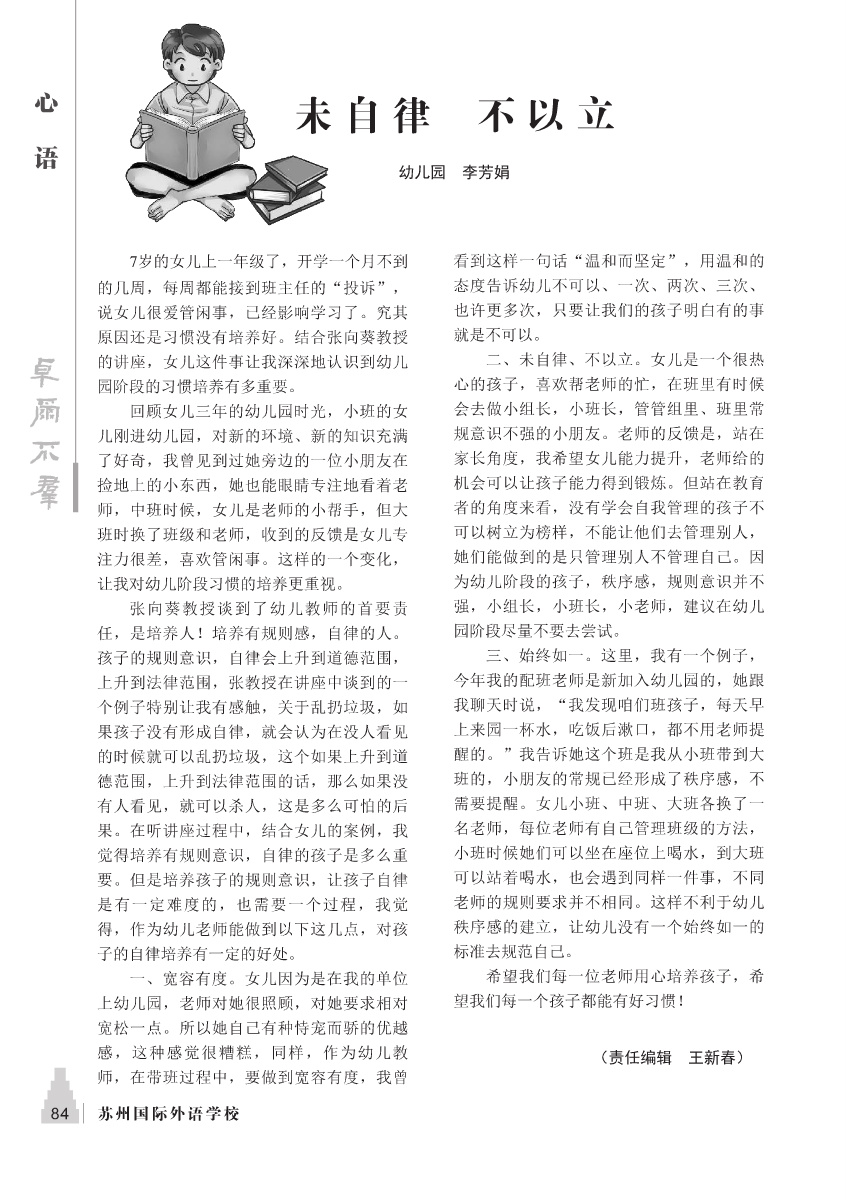 心
语
未自律 不以立
幼儿园 李芳娟
7岁的女儿上一年级了，开学一个月不到
的几周，每周都能接到班主任的“投诉”，
说女儿很爱管闲事，已经影响学习了。究其
原因还是习惯没有培养好。结合张向葵教授
的讲座，女儿这件事让我深深地认识到幼儿
园阶段的习惯培养有多重要。
回顾女儿三年的幼儿园时光，小班的女
儿刚进幼儿园，对新的环境、新的知识充满
了好奇，我曾见到过她旁边的一位小朋友在
捡地上的小东西，她也能眼睛专注地看着老
师，中班时候，女儿是老师的小帮手，但大
班时换了班级和老师，收到的反馈是女儿专
注力很差，喜欢管闲事。这样的一个变化，
让我对幼儿阶段习惯的培养更重视。
张向葵教授谈到了幼儿教师的首要责
任，是培养人！培养有规则感，自律的人。
孩子的规则意识，自律会上升到道德范围，
上升到法律范围，张教授在讲座中谈到的一
个例子特别让我有感触，关于乱扔垃圾，如
果孩子没有形成自律，就会认为在没人看见
的时候就可以乱扔垃圾，这个如果上升到道
德范围，上升到法律范围的话，那么如果没
有人看见，就可以杀人，这是多么可怕的后
果。在听讲座过程中，结合女儿的案例，我
觉得培养有规则意识，自律的孩子是多么重
要。但是培养孩子的规则意识，让孩子自律
是有一定难度的，也需要一个过程，我觉
得，作为幼儿老师能做到以下这几点，对孩
子的自律培养有一定的好处。
一、宽容有度。女儿因为是在我的单位
上幼儿园，老师对她很照顾，对她要求相对
宽松一点。所以她自己有种恃宠而骄的优越
感，这种感觉很糟糕，同样，作为幼儿教
师，在带班过程中，要做到宽容有度，我曾
看到这样一句话“温和而坚定”，用温和的
态度告诉幼儿不可以、一次、两次、三次、
也许更多次，只要让我们的孩子明白有的事
就是不可以。
二、未自律、不以立。女儿是一个很热
心的孩子，喜欢帮老师的忙，在班里有时候
会去做小组长，小班长，管管组里、班里常
规意识不强的小朋友。老师的反馈是，站在
家长角度，我希望女儿能力提升，老师给的
机会可以让孩子能力得到锻炼。但站在教育
者的角度来看，没有学会自我管理的孩子不
可以树立为榜样，不能让他们去管理别人，
她们能做到的是只管理别人不管理自己。因
为幼儿阶段的孩子，秩序感，规则意识并不
强，小组长，小班长，小老师，建议在幼儿
园阶段尽量不要去尝试。
三、始终如一。这里，我有一个例子，
今年我的配班老师是新加入幼儿园的，她跟
我聊天时说，“我发现咱们班孩子，每天早
上来园一杯水，吃饭后漱口，都不用老师提
醒的。”我告诉她这个班是我从小班带到大
班的，小朋友的常规已经形成了秩序感，不
需要提醒。女儿小班、中班、大班各换了一
名老师，每位老师有自己管理班级的方法，
小班时候她们可以坐在座位上喝水，到大班
可以站着喝水，也会遇到同样一件事，不同
老师的规则要求并不相同。这样不利于幼儿
秩序感的建立，让幼儿没有一个始终如一的
标准去规范自己。
希望我们每一位老师用心培养孩子，希
望我们每一个孩子都能有好习惯！
（责任编辑 王新春）
卓
爾
不
羣
84 苏州国际外语学校